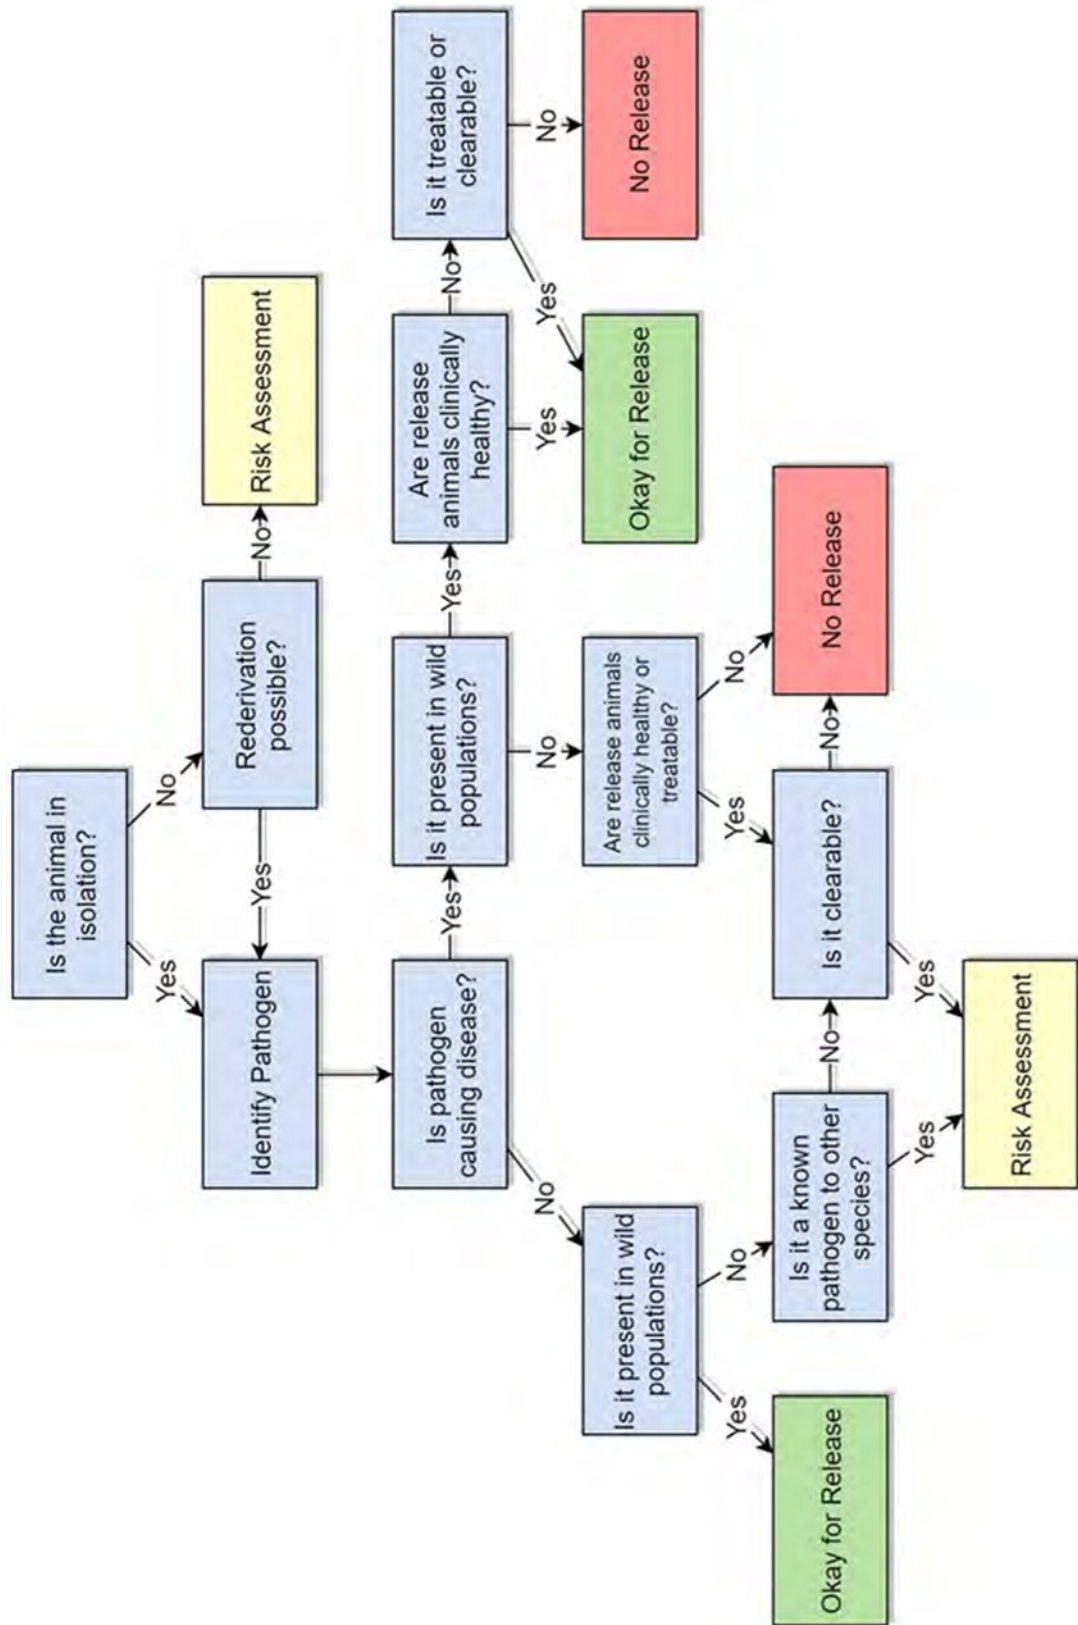 Is the animal in
isolation?
Yes
No
Identify Pathogen
Yes
Rederivation
possible?
No
Risk Assessment
Is pathogen
causing disease?
Yes
Is it present in wild
populations?
Yes
Are release
animals clinically
healthy?
No
Is it treatable or
clearable?
No
No
Yes
Yes
No
Is it present in wild
populations?
Are release animals
clinically healthy or
treatable?
Okay for Release
No Release
Yes
No
Yes
No
Okay for Release
Is it a known
pathogen to other
species?
No
Is it clearable?
No
No Release
Yes
Yes
Risk Assessment